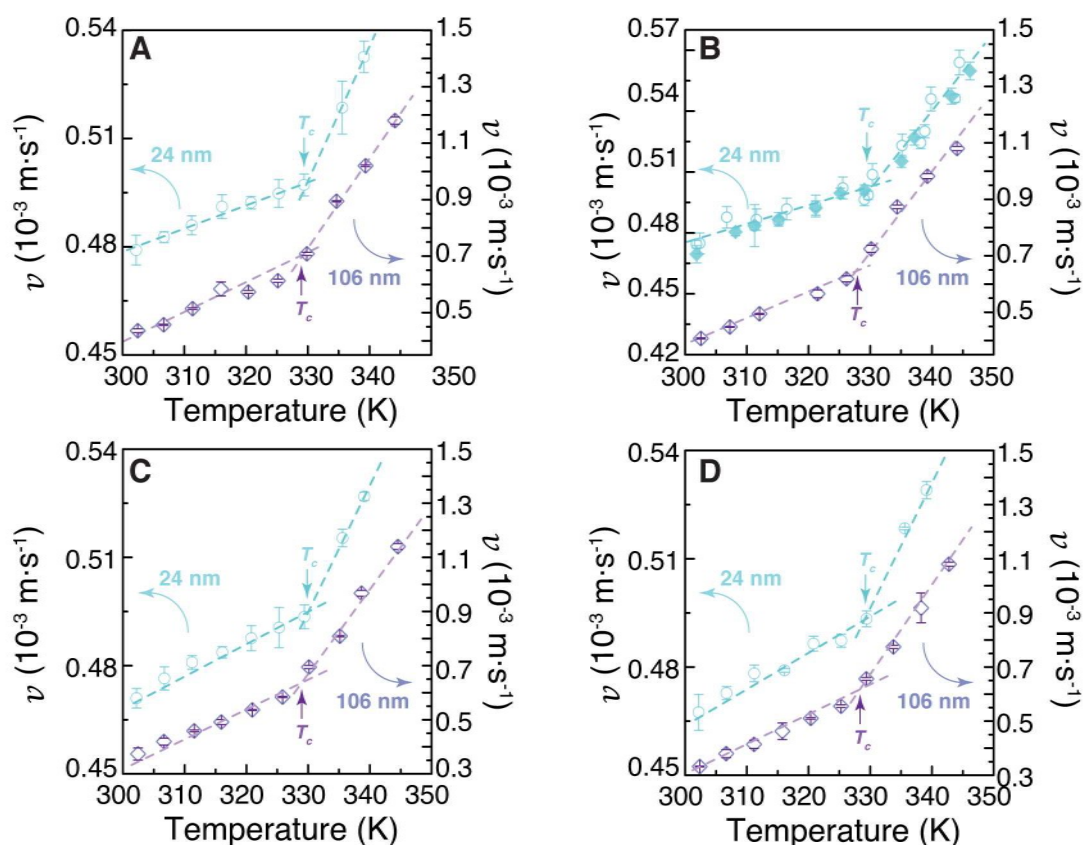 A
0.54
0.51
0.48
0.45
v (10⁻³ m·s⁻¹)
24 nm
T_c
106 nm
T_c
1.5
1.3
1.1
0.9
0.7
0.5
v (10⁻³ m·s⁻¹)
300 310 320 330 340 350
Temperature (K)
B
0.57
0.54
0.51
0.48
0.45
0.42
v (10⁻³ m·s⁻¹)
24 nm
T_c
106 nm
T_c
1.5
1.3
1.1
0.9
0.7
0.5
v (10⁻³ m·s⁻¹)
300 310 320 330 340 350
Temperature (K)
C
0.54
0.51
0.48
0.45
v (10⁻³ m·s⁻¹)
24 nm
T_c
106 nm
T_c
1.5
1.3
1.1
0.9
0.7
0.5
0.3
v (10⁻³ m·s⁻¹)
300 310 320 330 340 350
Temperature (K)
D
0.54
0.51
0.48
0.45
v (10⁻³ m·s⁻¹)
24 nm
T_c
106 nm
T_c
1.5
1.3
1.1
0.9
0.7
0.5
0.3
v (10⁻³ m·s⁻¹)
300 310 320 330 340 350
Temperature (K)